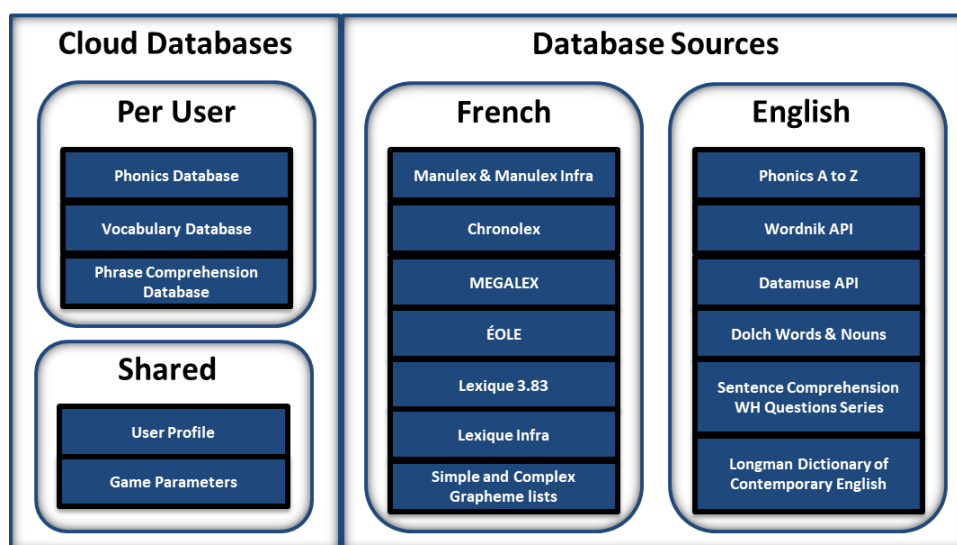 Cloud Databases
Per User
Phonics Database
Vocabulary Database
Phrase Comprehension
Database
Shared
User Profile
Game Parameters
Database Sources
French
Manulex & Manulex Infra
Chronolex
MEGALEX
ÉOLE
Lexique 3.83
Lexique Infra
Simple and Complex
Grapheme lists
English
Phonics A to Z
Wordnik API
Datamuse API
Dolch Words & Nouns
Sentence Comprehension
WH Questions Series
Longman Dictionary of
Contemporary English